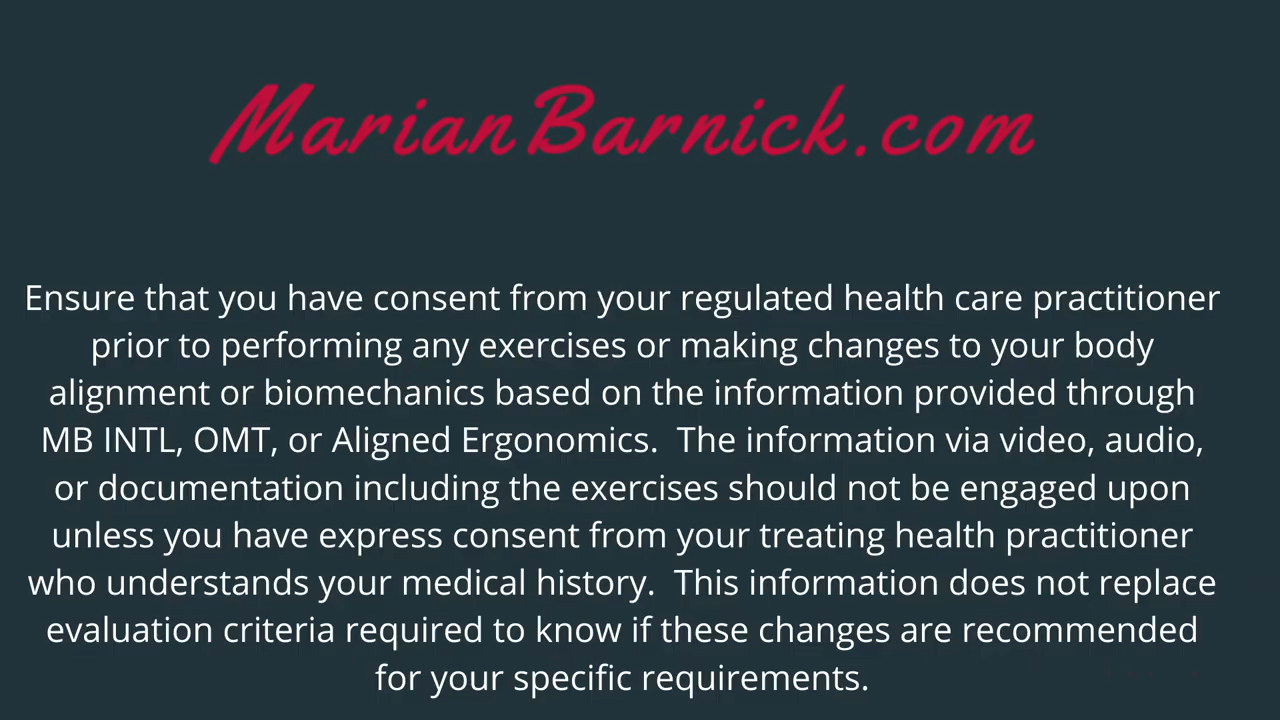 MarianBarnick.com
Ensure that you have consent from your regulated health care practitioner
prior to performing any exercises or making changes to your body
alignment or biomechanics based on the information provided through
MB INTL, OMT, or Aligned Ergonomics.  The information via video, audio,
or documentation including the exercises should not be engaged upon
unless you have express consent from your treating health practitioner
who understands your medical history.  This information does not replace
evaluation criteria required to know if these changes are recommended
for your specific requirements.